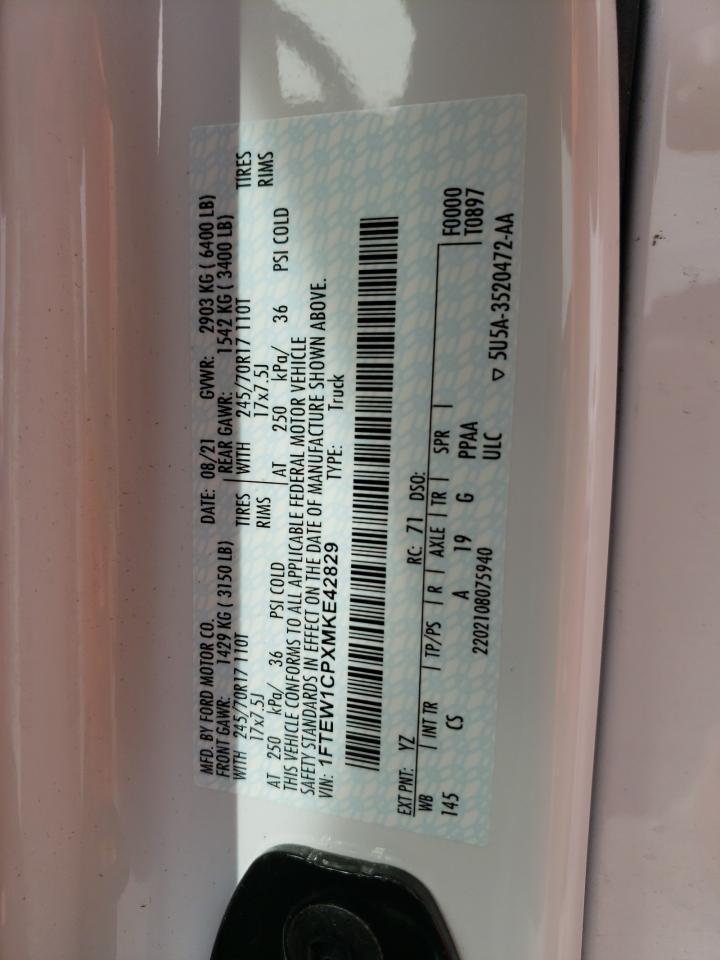 MFD. BY FORD MOTOR CO. DATE: 08/21 GVWR: 2903 KG ( 6400 LB)
FRONT GAWR: 1429 KG ( 3150 LB) REAR GAWR: 1542 KG ( 3400 LB)
WITH 245/70R17 110T TIRES WITH 245/70R17 110T TIRES
17x7.5J RIMS 17x7.5J RIMS
AT 250 kPa/ 36 PSI COLD AT 250 kPa/ 36 PSI COLD
THIS VEHICLE CONFORMS TO ALL APPLICABLE FEDERAL MOTOR VEHICLE
SAFETY STANDARDS IN EFFECT ON THE DATE OF MANUFACTURE SHOWN ABOVE.
VIN: 1FTEW1CPXMKE42829 TYPE: Truck
EXT PNT: YZ RC: 71 DSO: F0000
WB INT TR TP/PS R AXLE TR SPR T0897
145 CS A 19 G PPAA
2202108075940 ULC
▽ 5U5A-3520472-AA